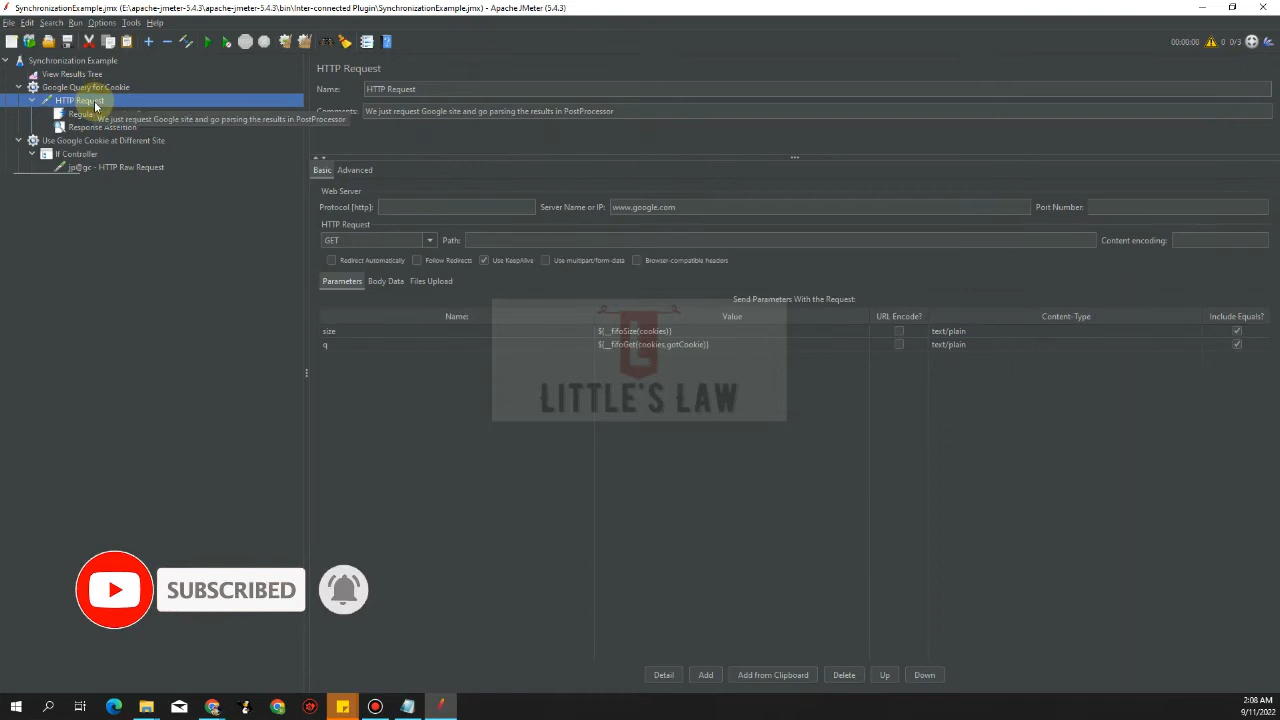 SynchronizationExample.jmx (E:\apache-jmeter-5.4.3\apache-jmeter-5.4.3\bin\Inter-connected Plugin\SynchronizationExample.jmx) - Apache JMeter (5.4.3)
File Edit Search Run Options Tools Help
00:00:00 0 0/3
Synchronization Example
View Results Tree
Google Query for Cookie
HTTP Request
Regula
We just request Google site and go parsing the results in PostProcessor
Response Assertion
Use Google Cookie at Different Site
If Controller
jp@gc - HTTP Raw Request
HTTP Request
Name: HTTP Request
Comments: We just request Google site and go parsing the results in PostProcessor
Basic Advanced
Web Server
Protocol [http]: Server Name or IP: www.google.com Port Number:
HTTP Request
GET Path: Content encoding:
Redirect Automatically Follow Redirects Use KeepAlive Use multipart/form-data Browser-compatible headers
Parameters Body Data Files Upload
Send Parameters With the Request:
Name: Value URL Encode? Content-Type Include Equals?
size ${__fifoSize(cookies)} text/plain
q ${__fifoGet(cookies,gotCookie)} text/plain
LITTLE'S LAW
SUBSCRIBED
Detail Add Add from Clipboard Delete Up Down
2:08 AM
9/11/2022